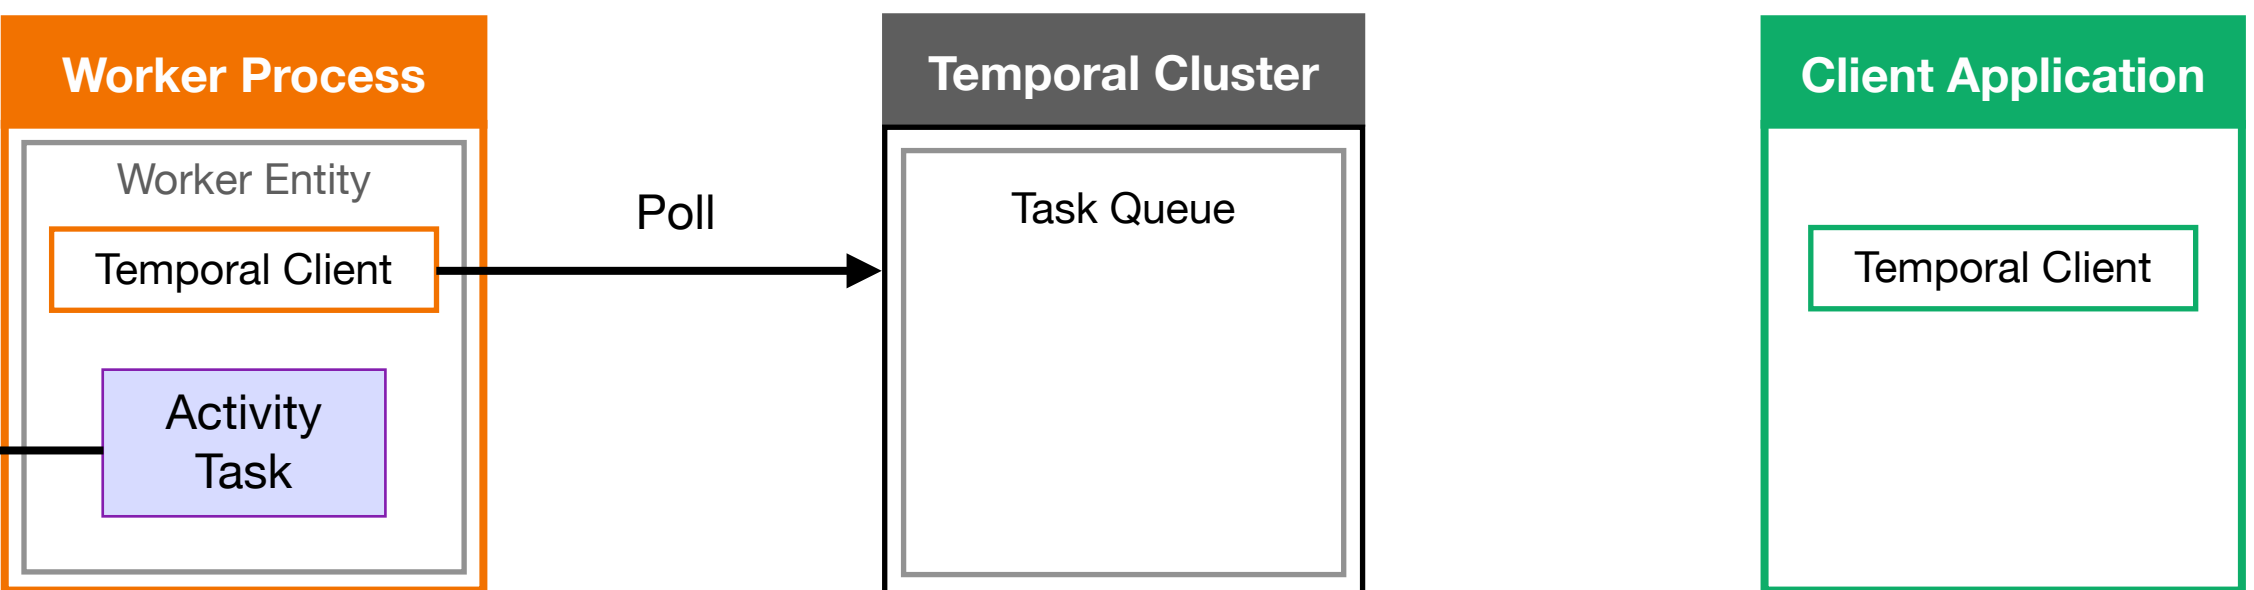 Worker Process
Worker Entity
Temporal Client
Activity
Task
Poll
Temporal Cluster
Task Queue
Client Application
Temporal Client